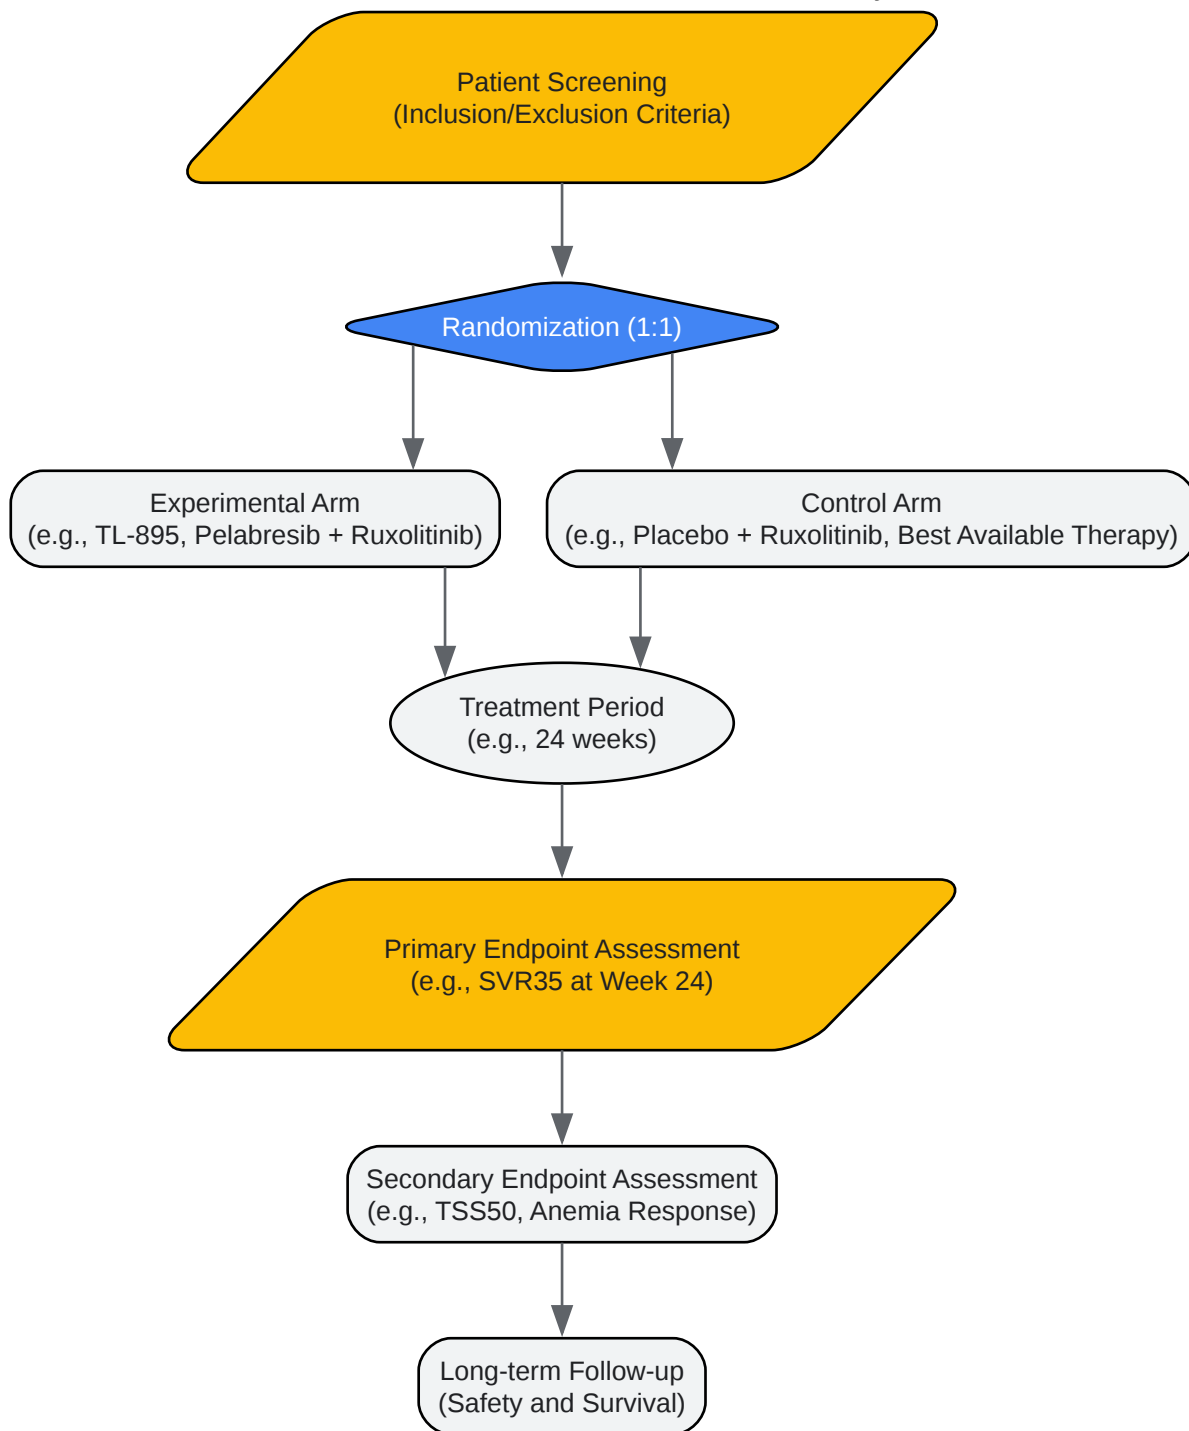 Patient Screening
(Inclusion/Exclusion Criteria)
Randomization (1:1)
Experimental Arm
(e.g., TL-895, Pelabresib + Ruxolitinib)
Control Arm
(e.g., Placebo + Ruxolitinib, Best Available Therapy)
Treatment Period
(e.g., 24 weeks)
Primary Endpoint Assessment
(e.g., SVR35 at Week 24)
Secondary Endpoint Assessment
(e.g., TSS50, Anemia Response)
Long-term Follow-up
(Safety and Survival)